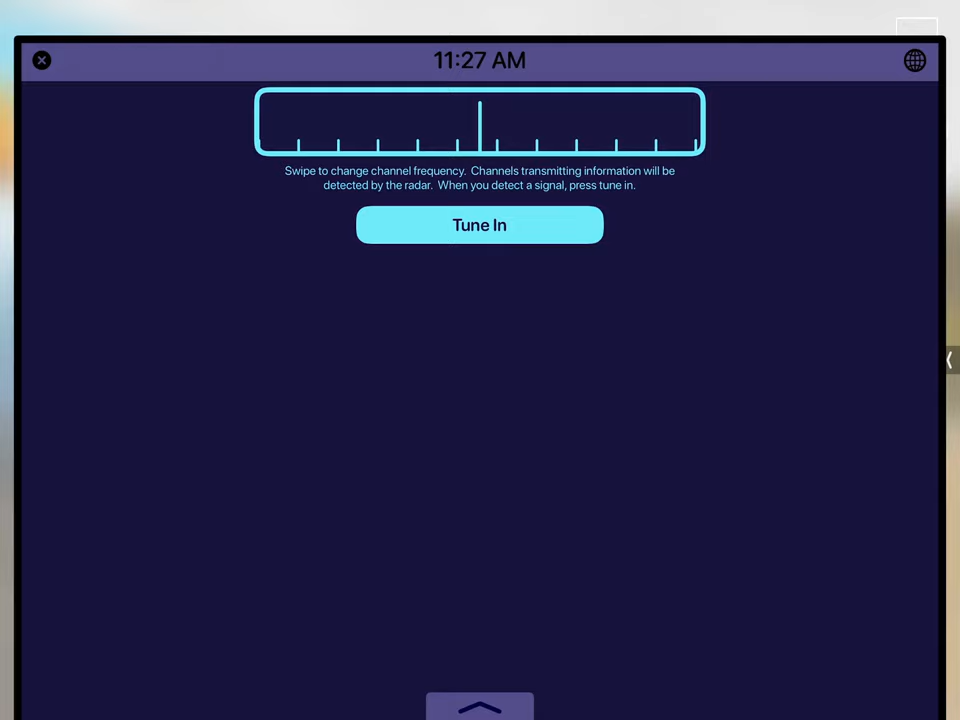 11:27 AM
Swipe to change channel frequency. Channels transmitting information will be
detected by the radar. When you detect a signal, press tune in.
Tune In